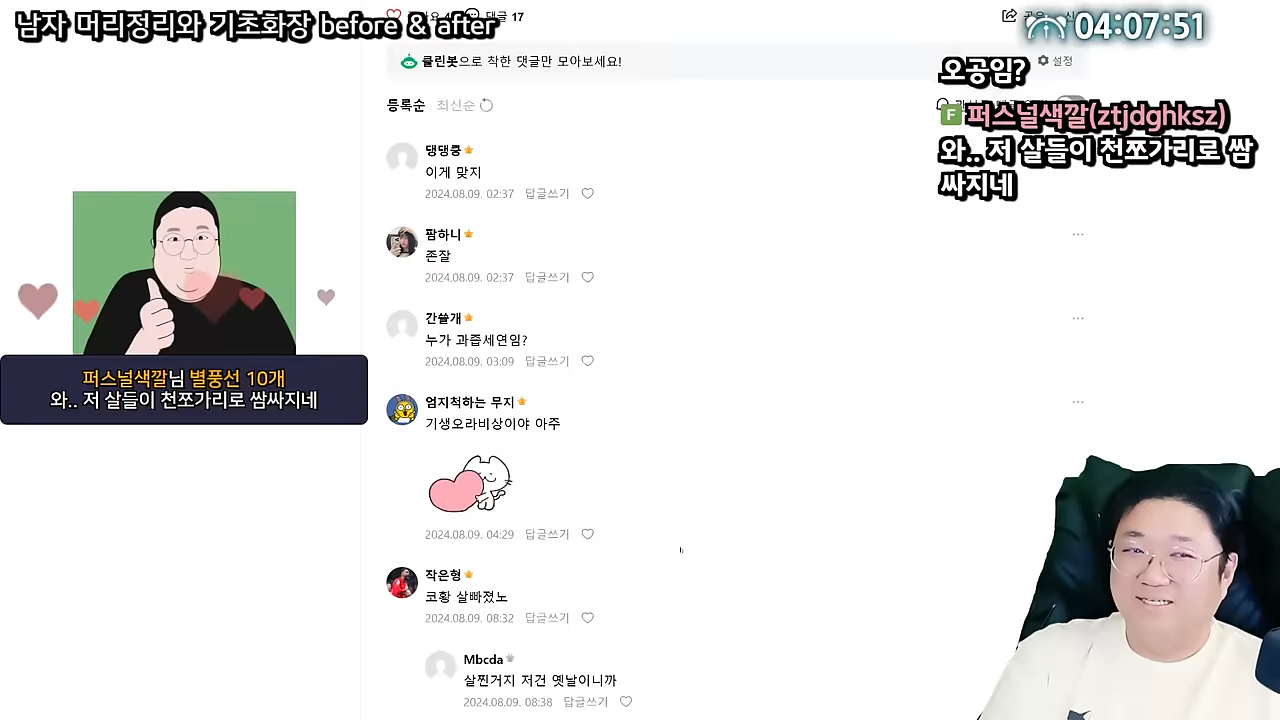 남자 머리정리와 기초화장 before & after
댓글 17
04:07:51
클린봇으로 착한 댓글만 모아보세요!
설정
등록순 최신순
오공임?
F 퍼스널색깔(ztjdghksz)
와.. 저 살들이 천쪼가리로 쌈
싸지네
댕댕쿵
이게 맞지
2024.08.09. 02:37 답글쓰기
팜하니
존잘
2024.08.09. 02:37 답글쓰기
간쓸개
누가 과즙세연임?
2024.08.09. 03:09 답글쓰기
퍼스널색깔님 별풍선 10개
와.. 저 살들이 천쪼가리로 쌈싸지네
엄지척하는 무지
기생오라비상이야 아주
2024.08.09. 04:29 답글쓰기
작은형
코황 살빠졌노
2024.08.09. 08:32 답글쓰기
Mbcda
살찐거지 저건 옛날이니까
2024.08.09. 08:38 답글쓰기